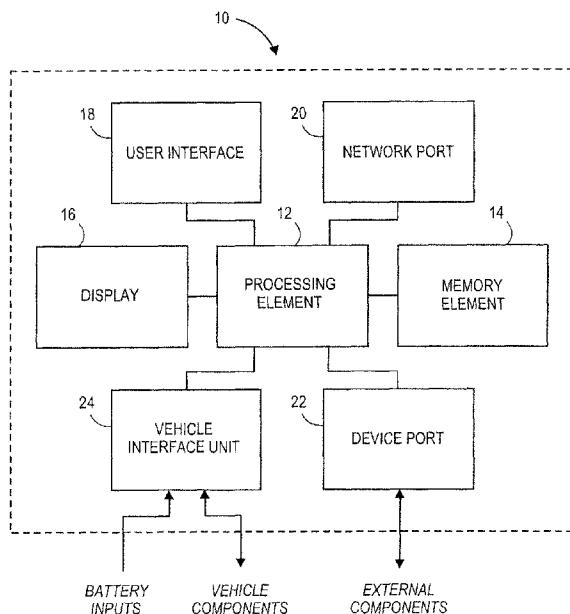 10
18
USER INTERFACE
20
NETWORK PORT
16
DISPLAY
12
PROCESSING
ELEMENT
14
MEMORY
ELEMENT
24
VEHICLE
INTERFACE UNIT
22
DEVICE PORT
BATTERY
INPUTS
VEHICLE
COMPONENTS
EXTERNAL
COMPONENTS